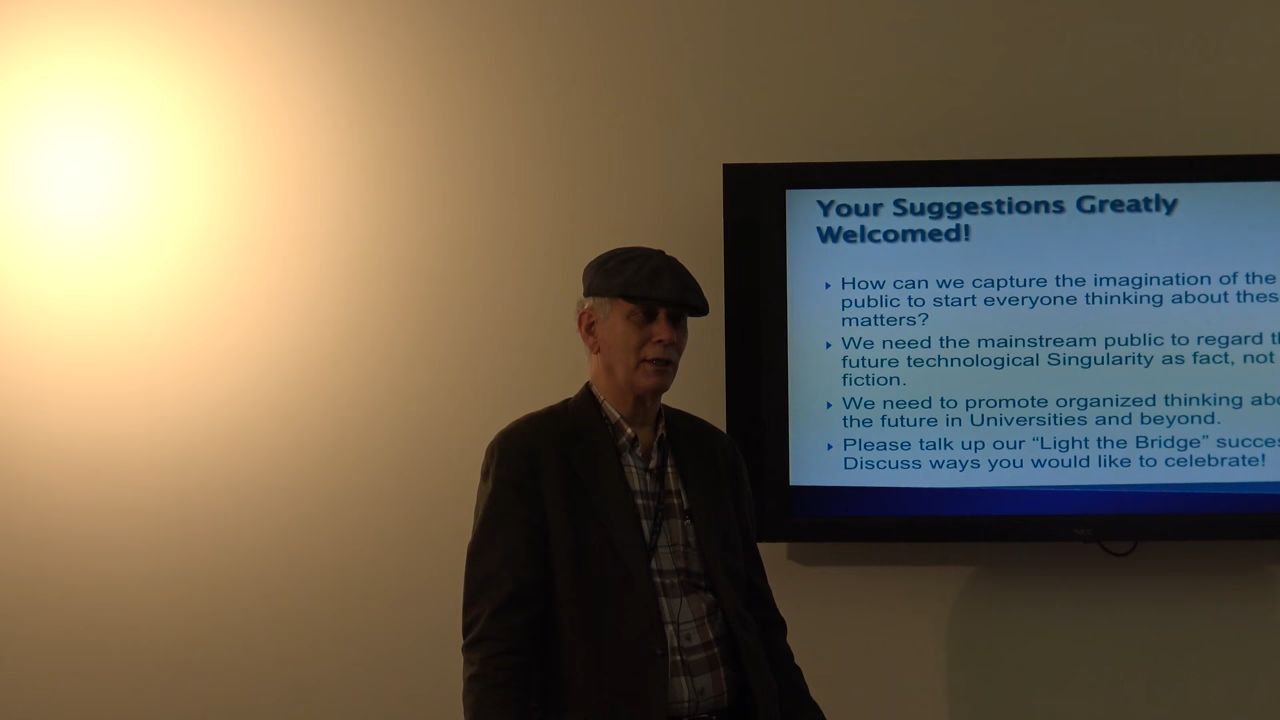 Your Suggestions Greatly
Welcomed!
How can we capture the imagination of the
public to start everyone thinking about thes
matters?
We need the mainstream public to regard t
future technological Singularity as fact, not
fiction.
We need to promote organized thinking abo
the future in Universities and beyond.
Please talk up our “Light the Bridge” succes
Discuss ways you would like to celebrate!